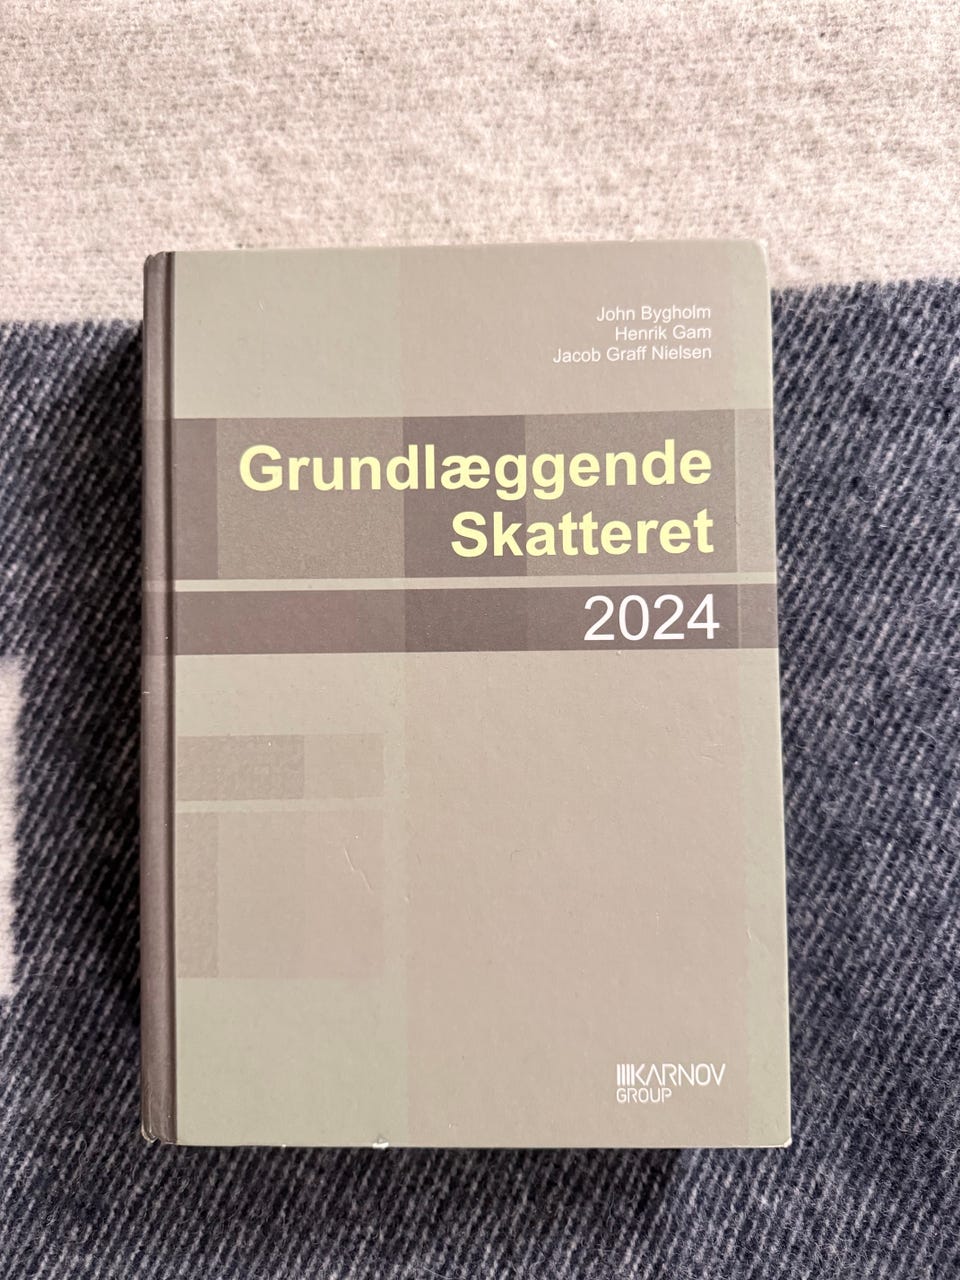 John Bygholm
Henrik Gam
Jacob Graff Nielsen
Grundlæggende
Skatteret
2024
KARNOV
GROUP